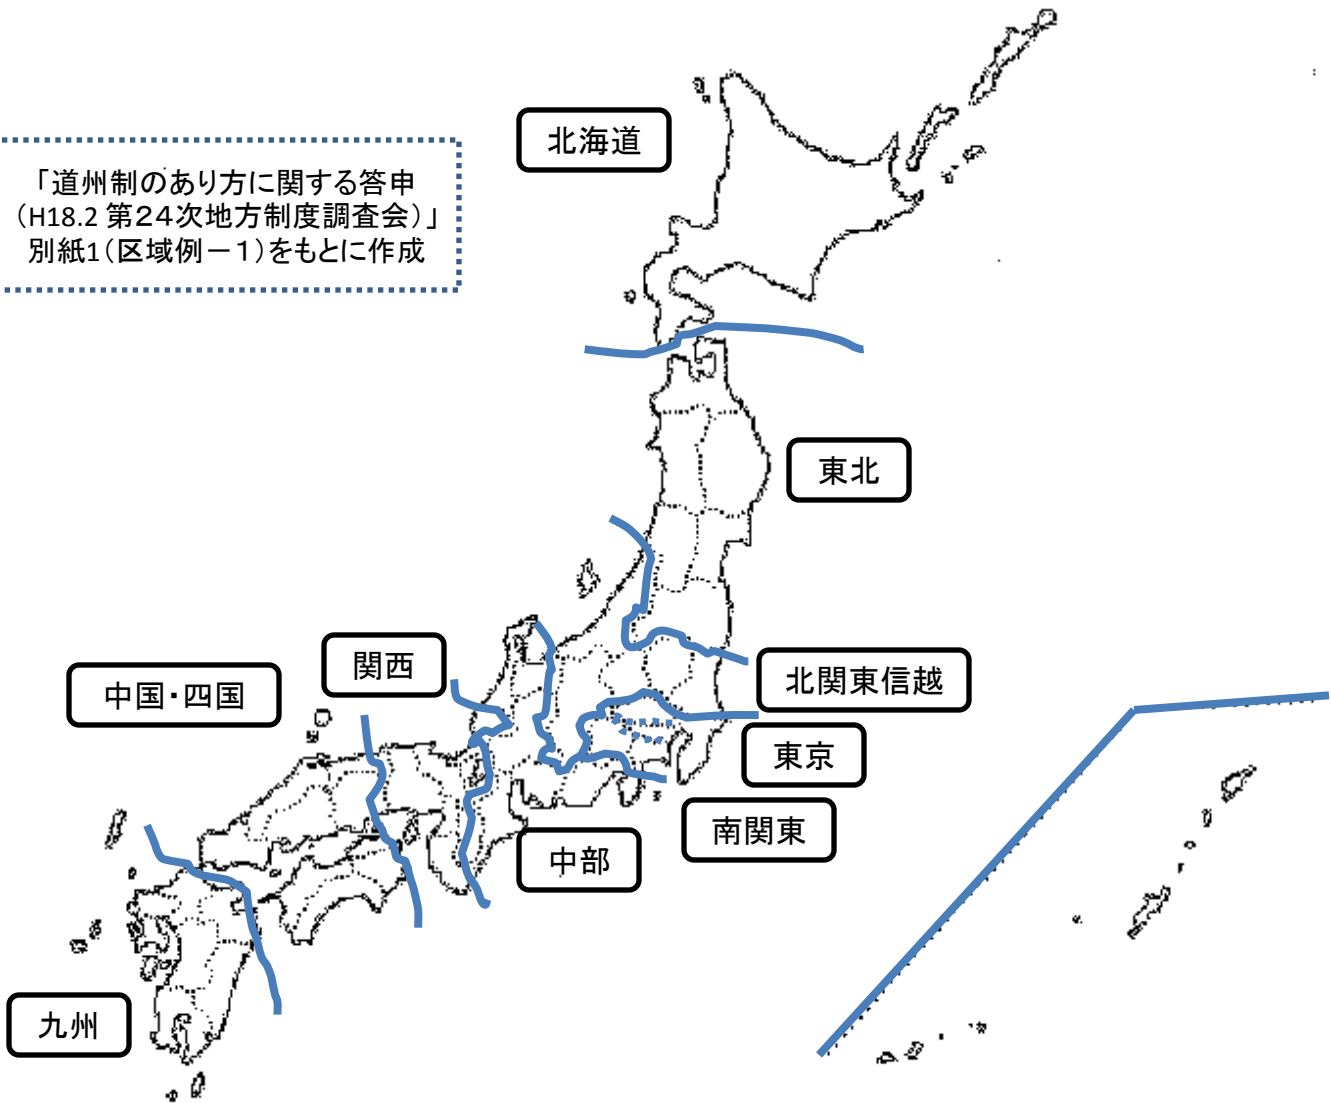 北海道
「道州制のあり方に関する答申
（H18.2 第２４次地方制度調査会）」
別紙1（区域例－１）をもとに作成
東北
関西
北関東信越
中国・四国
東京
南関東
中部
九州